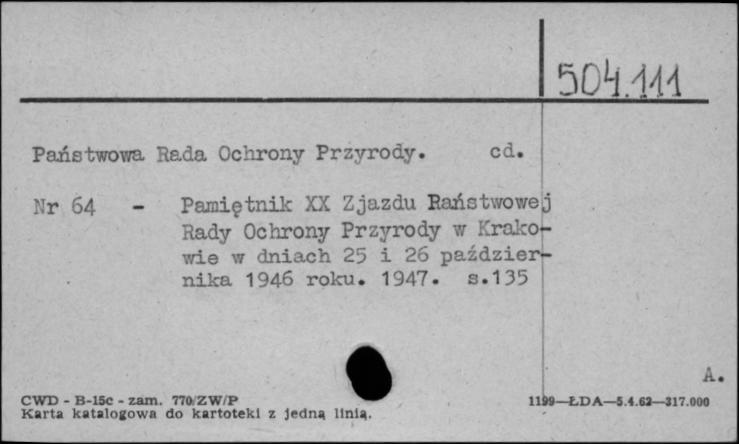 504.111
Państwowa Rada Ochrony Przyrody. cd.
Nr 64 - Pamiętnik XX Zjazdu Raństwowej
Rady Ochrony Przyrody w Krako-
wie w dniach 25 i 26 paździer-
nika 1946 roku. 1947. s.135
A.
CWD - B-15c - zam. 770/ZW/P
Karta katalogowa do kartoteki z jedną linią.
1199—ŁDA—5.4.62—317.000